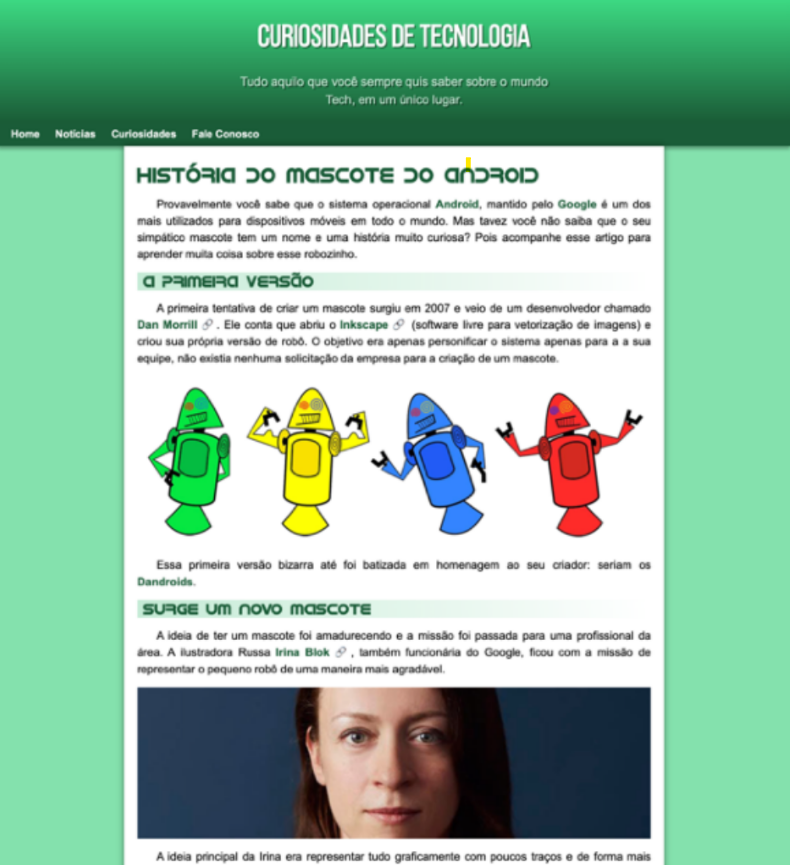 CURIOSIDADES DE TECNOLOGIA
Tudo aquilo que você sempre quis saber sobre o mundo
Tech, em um único lugar.
Home Notícias Curiosidades Fale Conosco
HISTÓRIA DO MASCOTE DO ANDROID
Provavelmente você sabe que o sistema operacional Android, mantido pelo Google é um dos
mais utilizados para dispositivos móveis em todo o mundo. Mas tavez você não saiba que o seu
simpático mascote tem um nome e uma história muito curiosa? Pois acompanhe esse artigo para
aprender muita coisa sobre esse robozinho.
A PRIMEIRA VERSÃO
A primeira tentativa de criar um mascote surgiu em 2007 e veio de um desenvolvedor chamado
Dan Morrill . Ele conta que abriu o Inkscape (software livre para vetorização de imagens) e
criou sua própria versão de robô. O objetivo era apenas personificar o sistema apenas para a a sua
equipe, não existia nenhuma solicitação da empresa para a criação de um mascote.
Essa primeira versão bizarra até foi batizada em homenagem ao seu criador: seriam os
Dandroids.
SURGE UM NOVO MASCOTE
A ideia de ter um mascote foi amadurecendo e a missão foi passada para uma profissional da
área. A ilustradora Russa Irina Blok , também funcionária do Google, ficou com a missão de
representar o pequeno robô de uma maneira mais agradável.
A ideia principal da Irina era representar tudo graficamente com poucos traços e de forma mais